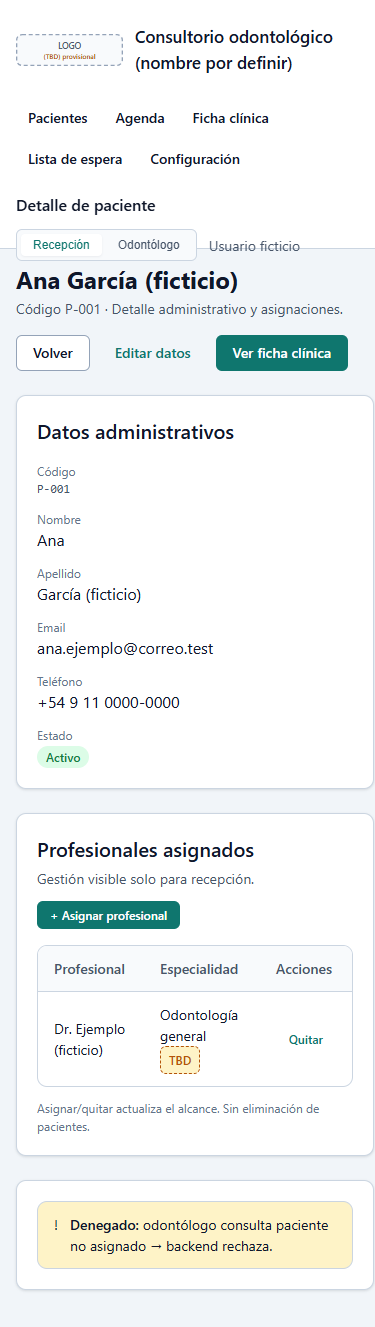 LOGO
(TBD) provisional
Consultorio odontológico
(nombre por definir)
Pacientes Agenda Ficha clínica
Lista de espera Configuración
Detalle de paciente
Recepción Odontólogo Usuario ficticio
Ana García (ficticio)
Código P-001 · Detalle administrativo y asignaciones.
Volver Editar datos Ver ficha clínica
Datos administrativos
Código
P-001
Nombre
Ana
Apellido
García (ficticio)
Email
ana.ejemplo@correo.test
Teléfono
+54 9 11 0000-0000
Estado
Activo
Profesionales asignados
Gestión visible solo para recepción.
+ Asignar profesional
Profesional Especialidad Acciones
Dr. Ejemplo
(ficticio)
Odontología
general
TBD
Quitar
Asignar/quitar actualiza el alcance. Sin eliminación de
pacientes.
! Denegado: odontólogo consulta paciente
no asignado → backend rechaza.